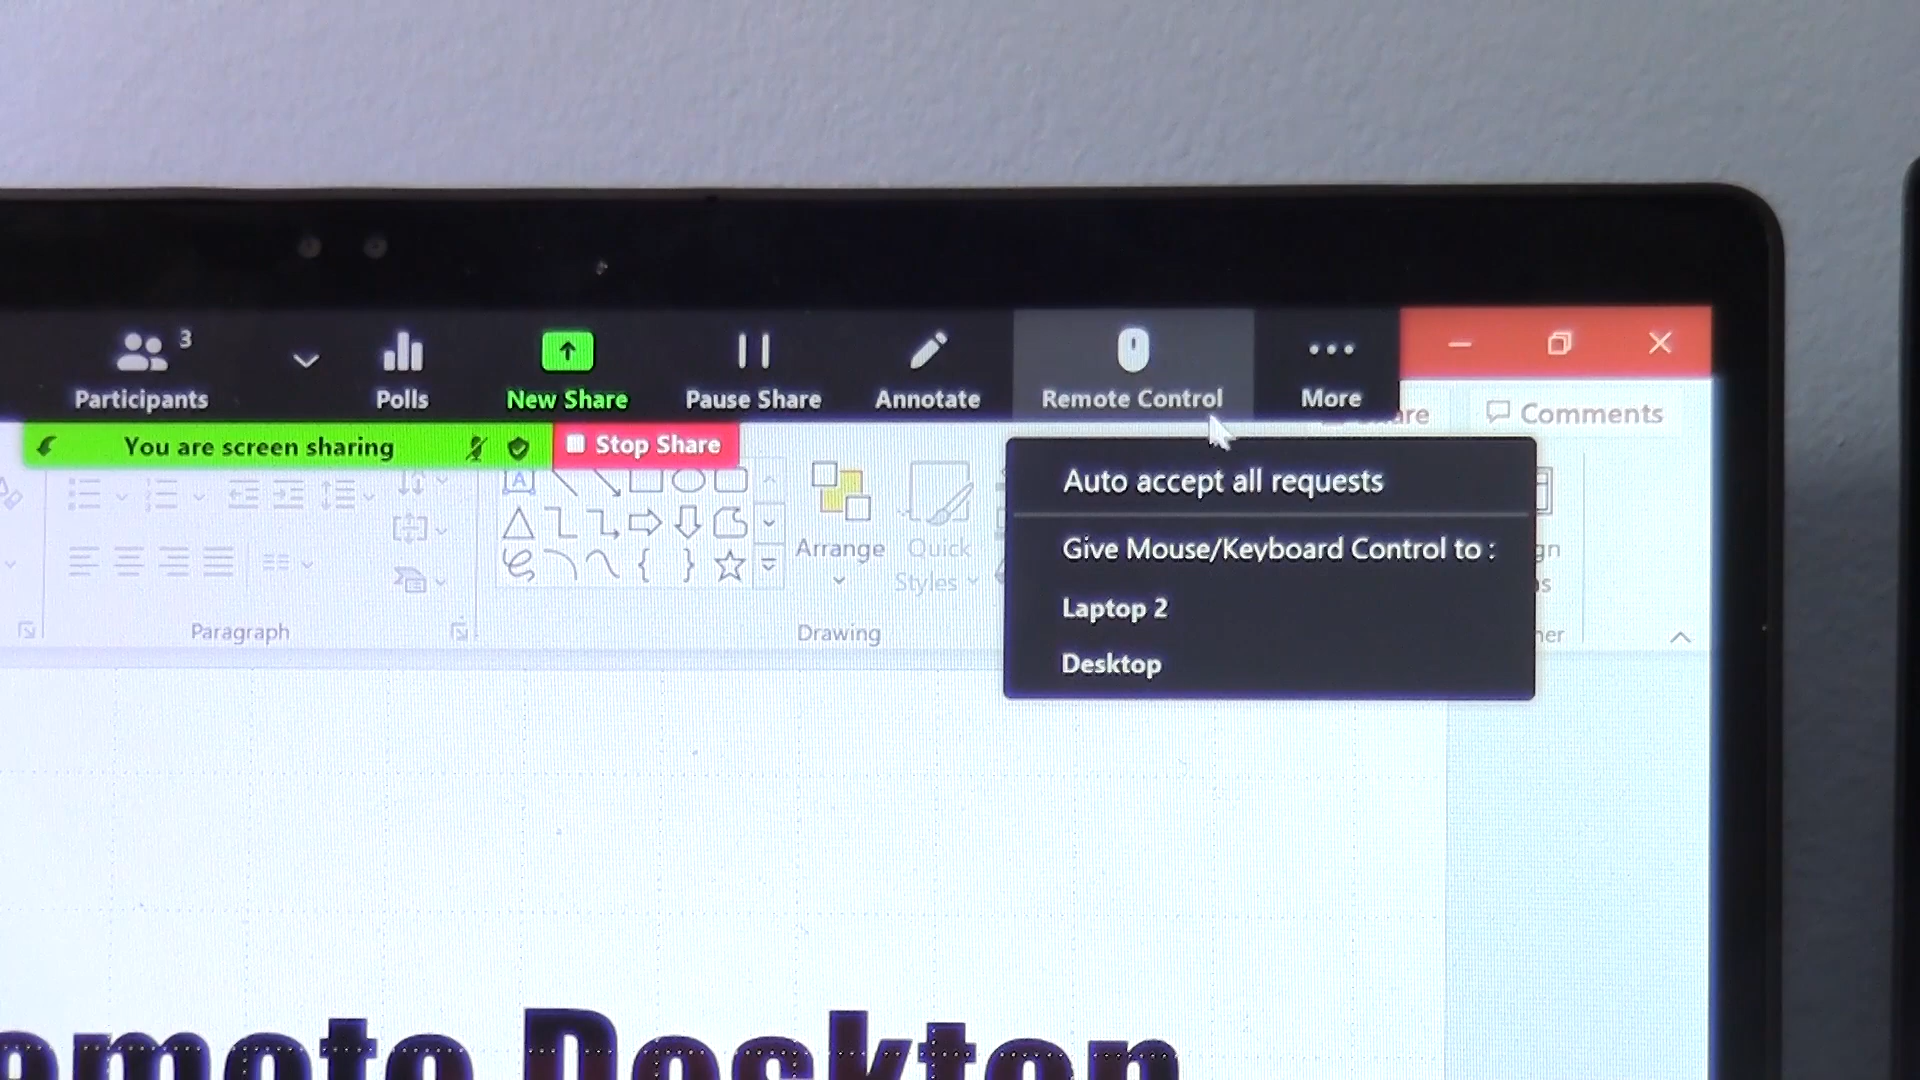 3
Participants
Polls
New Share
Pause Share
Annotate
Remote Control
More
You are screen sharing
Stop Share
Comments
Auto accept all requests
Give Mouse/Keyboard Control to :
Laptop 2
Desktop
Arrange
Quick
Styles
Paragraph
Drawing
emote Desktop